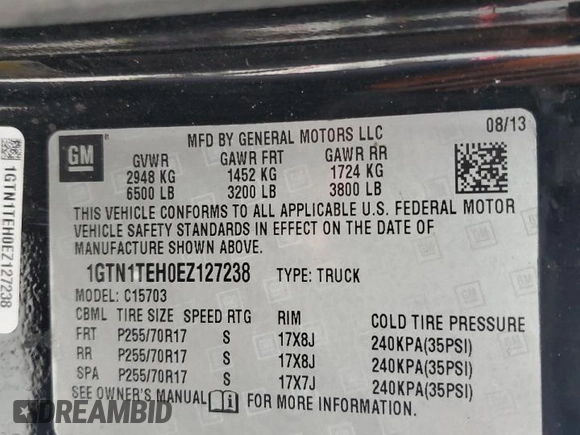 GM
MFD BY GENERAL MOTORS LLC
08/13
GVWR GAWR FRT GAWR RR
2948 KG 1452 KG 1724 KG
6500 LB 3200 LB 3800 LB
THIS VEHICLE CONFORMS TO ALL APPLICABLE U.S. FEDERAL MOTOR
VEHICLE SAFETY STANDARDS IN EFFECT ON THE DATE OF
MANUFACTURE SHOWN ABOVE.
1GTN1TEH0EZ127238 TYPE: TRUCK
MODEL: C15703
CBML TIRE SIZE SPEED RTG RIM COLD TIRE PRESSURE
FRT P255/70R17 S 17X8J 240KPA(35PSI)
RR P255/70R17 S 17X8J 240KPA(35PSI)
SPA P255/70R17 S 17X7J 240KPA(35PSI)
SEE OWNER'S MANUAL i FOR MORE INFORMATION.
1GTN1TEH0EZ127238
DREAMBID